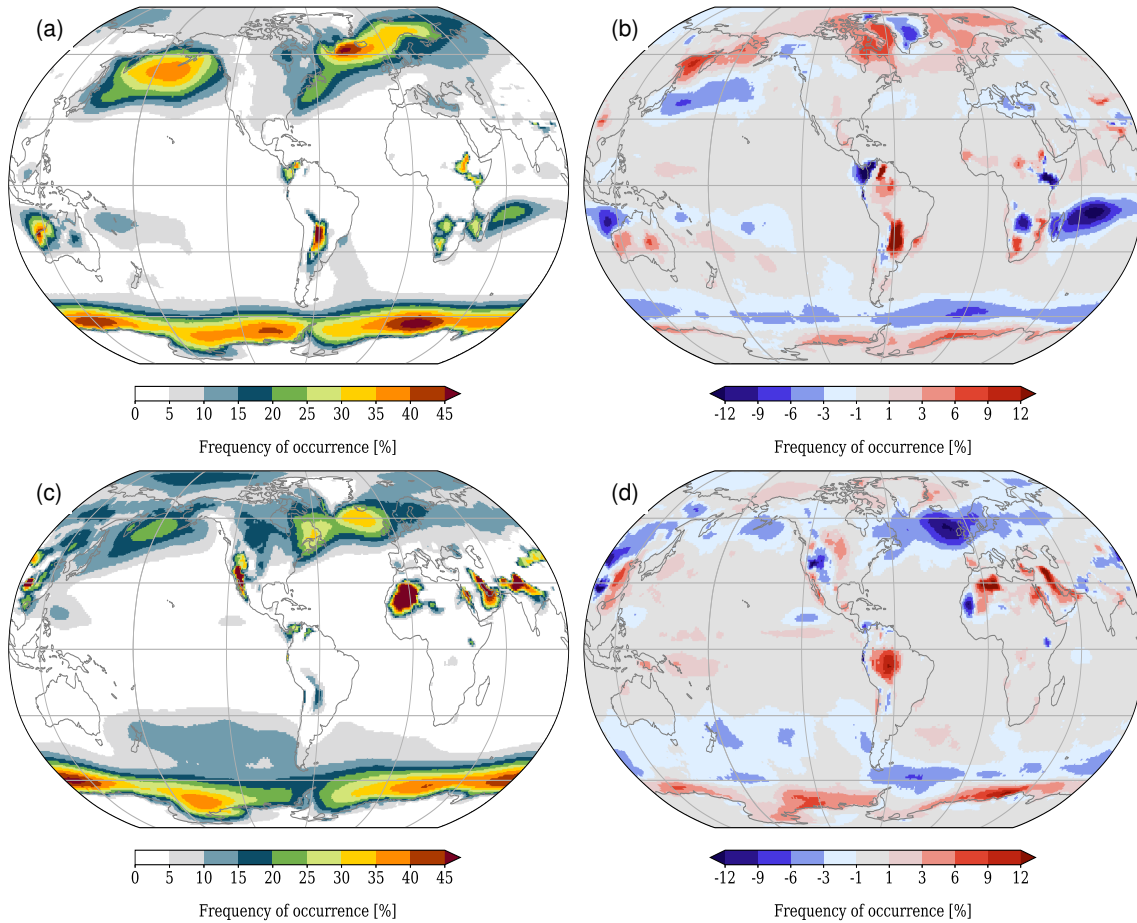 (a)
(b)
0 5 10 15 20 25 30 35 40 45
-12 -9 -6 -3 -1 1 3 6 9 12
Frequency of occurrence [%]
Frequency of occurrence [%]
(c)
(d)
0 5 10 15 20 25 30 35 40 45
-12 -9 -6 -3 -1 1 3 6 9 12
Frequency of occurrence [%]
Frequency of occurrence [%]